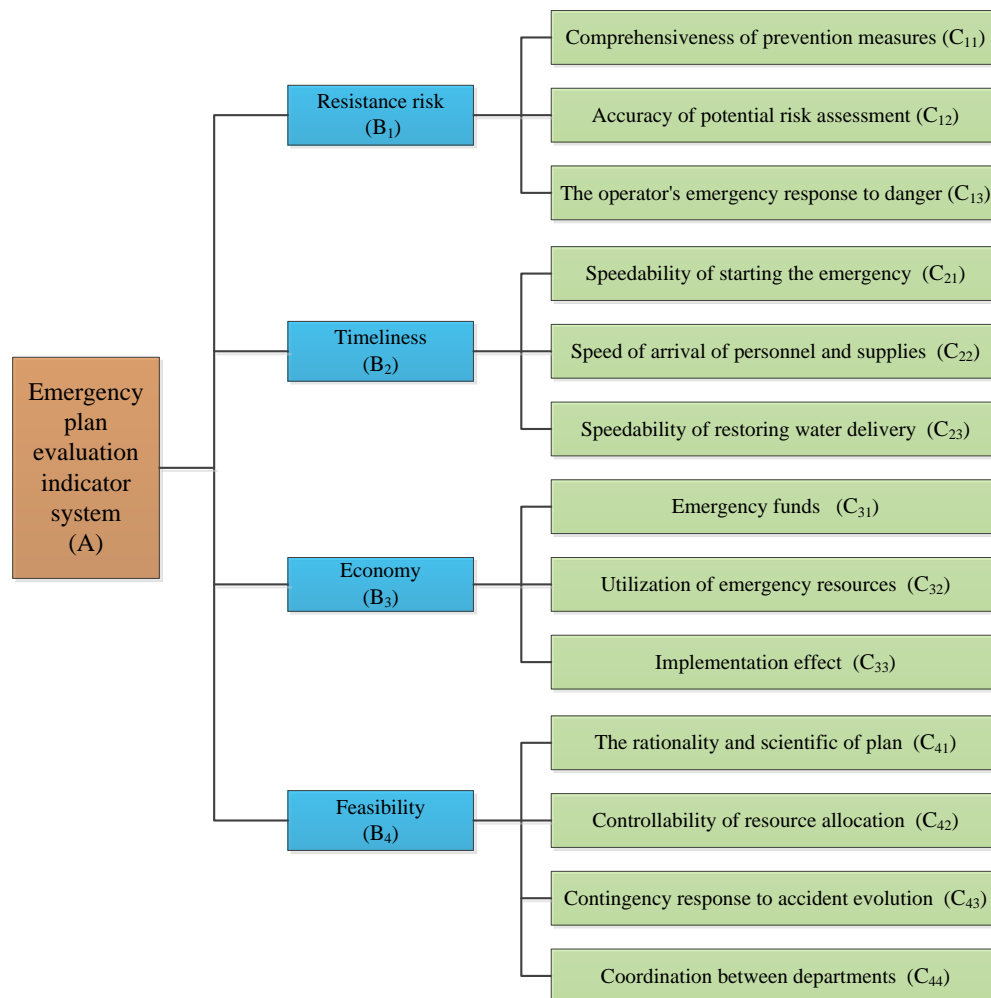 Emergency
plan
evaluation
indicator
system
(A)
Resistance risk
(B₁)
Comprehensiveness of prevention measures (C₁₁)
Accuracy of potential risk assessment (C₁₂)
The operator's emergency response to danger (C₁₃)
Timeliness
(B₂)
Speedability of starting the emergency (C₂₁)
Speed of arrival of personnel and supplies (C₂₂)
Speedability of restoring water delivery (C₂₃)
Economy
(B₃)
Emergency funds (C₃₁)
Utilization of emergency resources (C₃₂)
Implementation effect (C₃₃)
Feasibility
(B₄)
The rationality and scientific of plan (C₄₁)
Controllability of resource allocation (C₄₂)
Contingency response to accident evolution (C₄₃)
Coordination between departments (C₄₄)